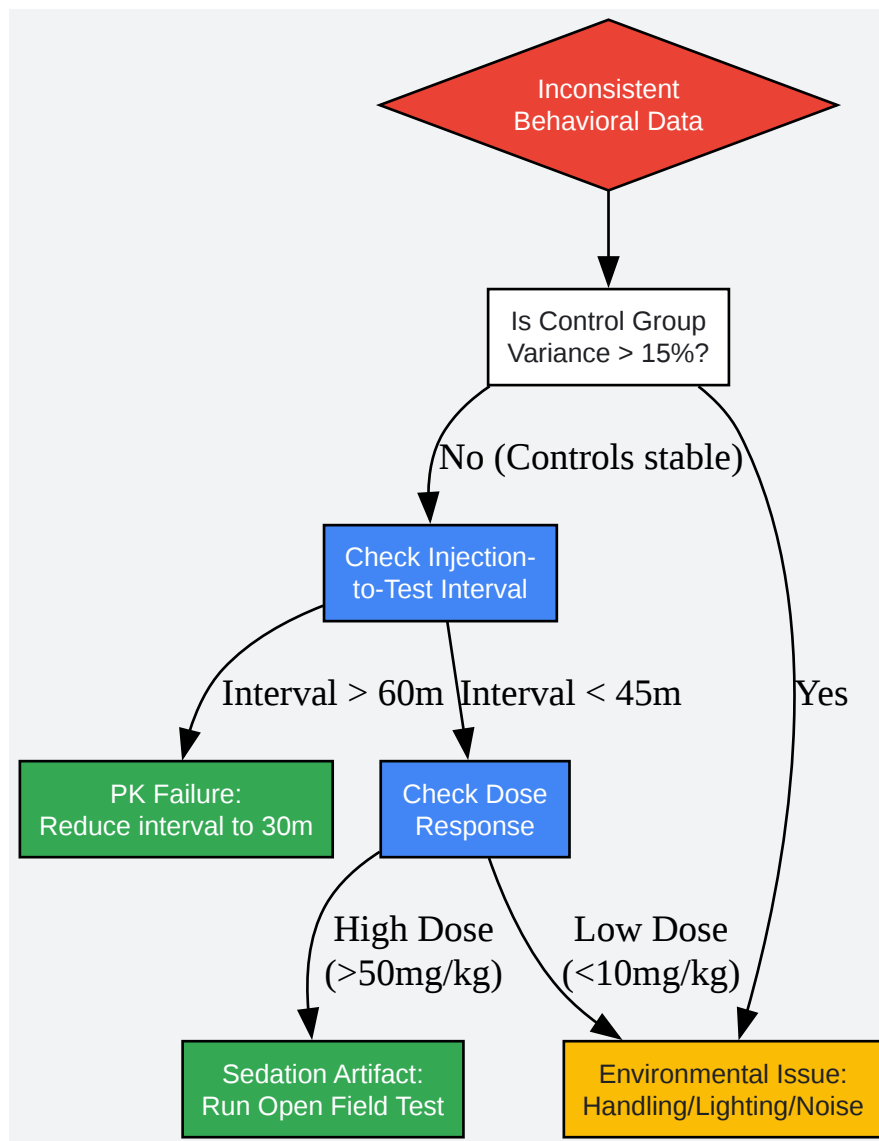 Inconsistent
Behavioral Data
Is Control Group
Variance > 15%?
No (Controls stable)
Check Injection-
to-Test Interval
Interval > 60m
Interval < 45m
Yes
PK Failure:
Reduce interval to 30m
Check Dose
Response
High Dose
(>50mg/kg)
Low Dose
(<10mg/kg)
Sedation Artifact:
Run Open Field Test
Environmental Issue:
Handling/Lighting/Noise